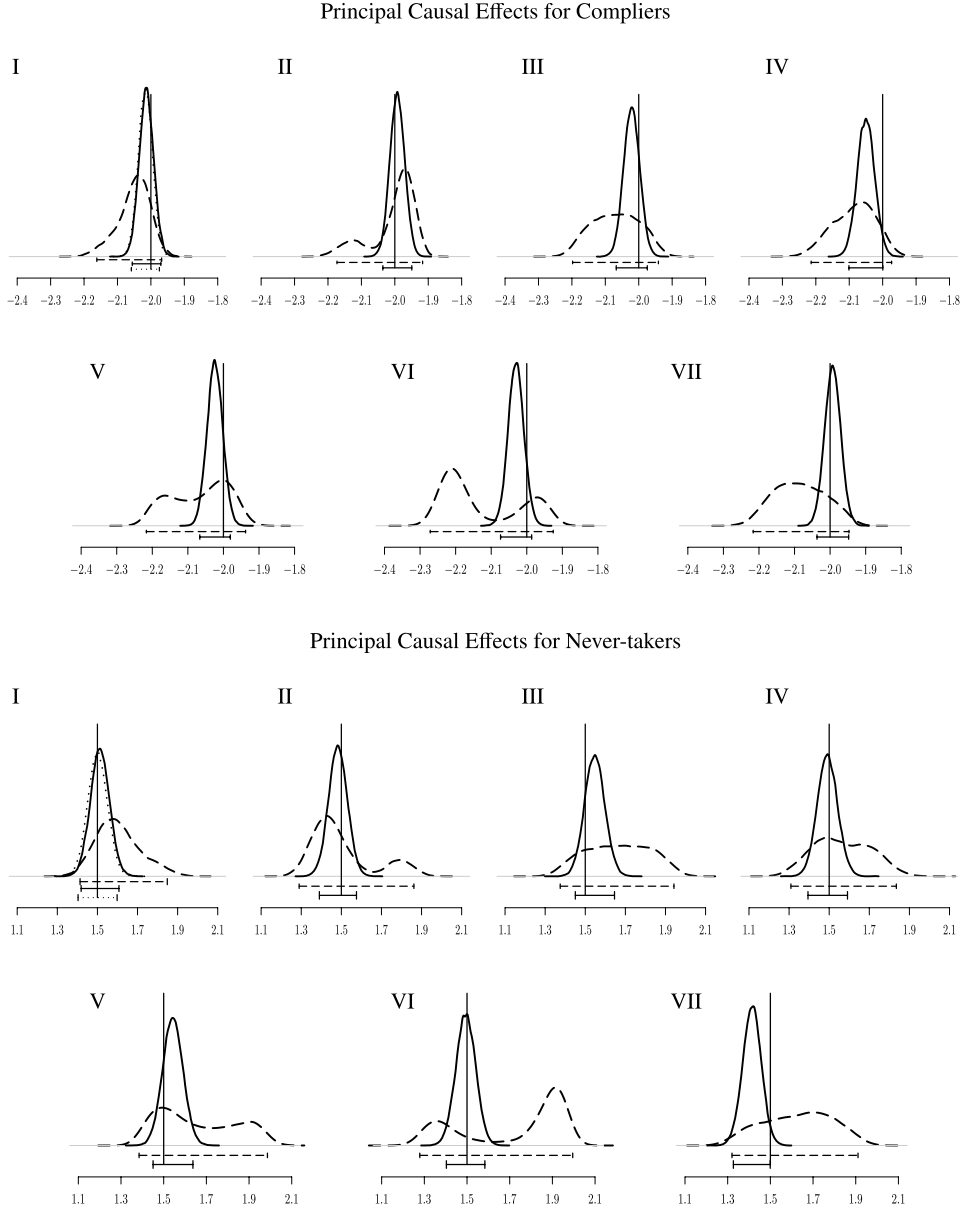 Principal Causal Effects for Compliers
I II III IV
−2.4 −2.3 −2.2 −2.1 −2.0 −1.9 −1.8 −2.4 −2.3 −2.2 −2.1 −2.0 −1.9 −1.8 −2.4 −2.3 −2.2 −2.1 −2.0 −1.9 −1.8 −2.4 −2.3 −2.2 −2.1 −2.0 −1.9 −1.8
V VI VII
−2.4 −2.3 −2.2 −2.1 −2.0 −1.9 −1.8 −2.4 −2.3 −2.2 −2.1 −2.0 −1.9 −1.8 −2.4 −2.3 −2.2 −2.1 −2.0 −1.9 −1.8
Principal Causal Effects for Never-takers
I II III IV
1.1 1.3 1.5 1.7 1.9 2.1 1.1 1.3 1.5 1.7 1.9 2.1 1.1 1.3 1.5 1.7 1.9 2.1 1.1 1.3 1.5 1.7 1.9 2.1
V VI VII
1.1 1.3 1.5 1.7 1.9 2.1 1.1 1.3 1.5 1.7 1.9 2.1 1.1 1.3 1.5 1.7 1.9 2.1